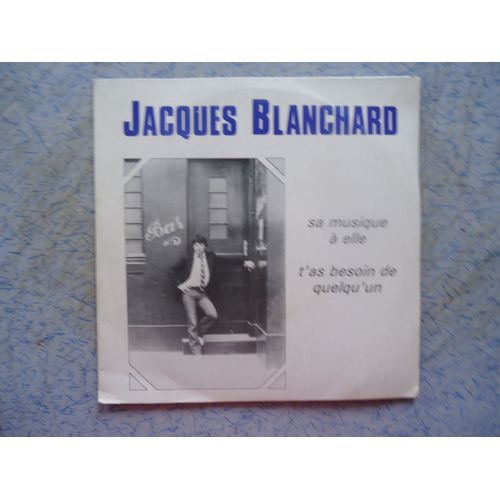 JACQUES BLANCHARD
Bar
sa musique
à elle
t'as besoin de
quelqu'un